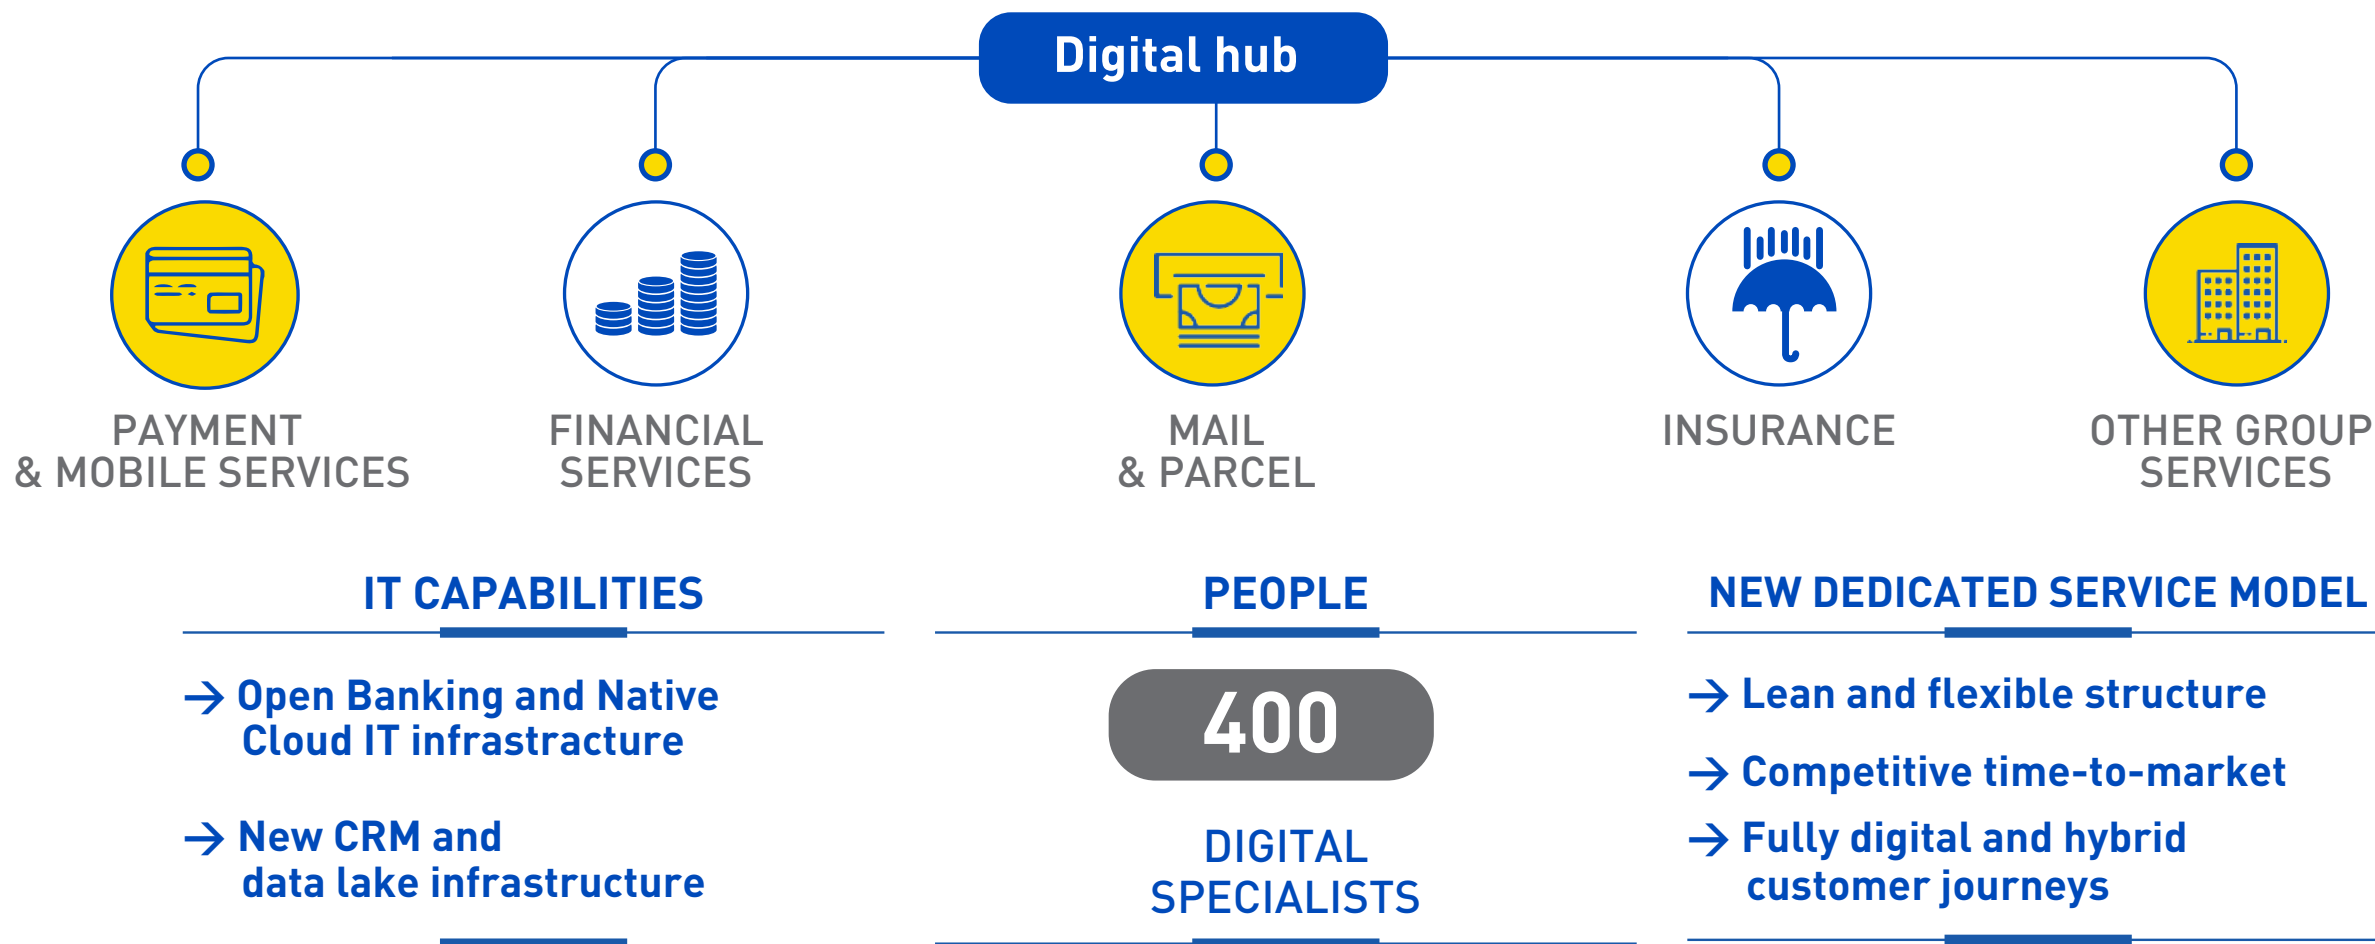 Digital hub
PAYMENT
& MOBILE SERVICES
FINANCIAL
SERVICES
MAIL
& PARCEL
INSURANCE
OTHER GROUP
SERVICES
IT CAPABILITIES
→ Open Banking and Native
Cloud IT infrastracture
→ New CRM and
data lake infrastructure
PEOPLE
400
DIGITAL
SPECIALISTS
NEW DEDICATED SERVICE MODEL
→ Lean and flexible structure
→ Competitive time-to-market
→ Fully digital and hybrid
customer journeys